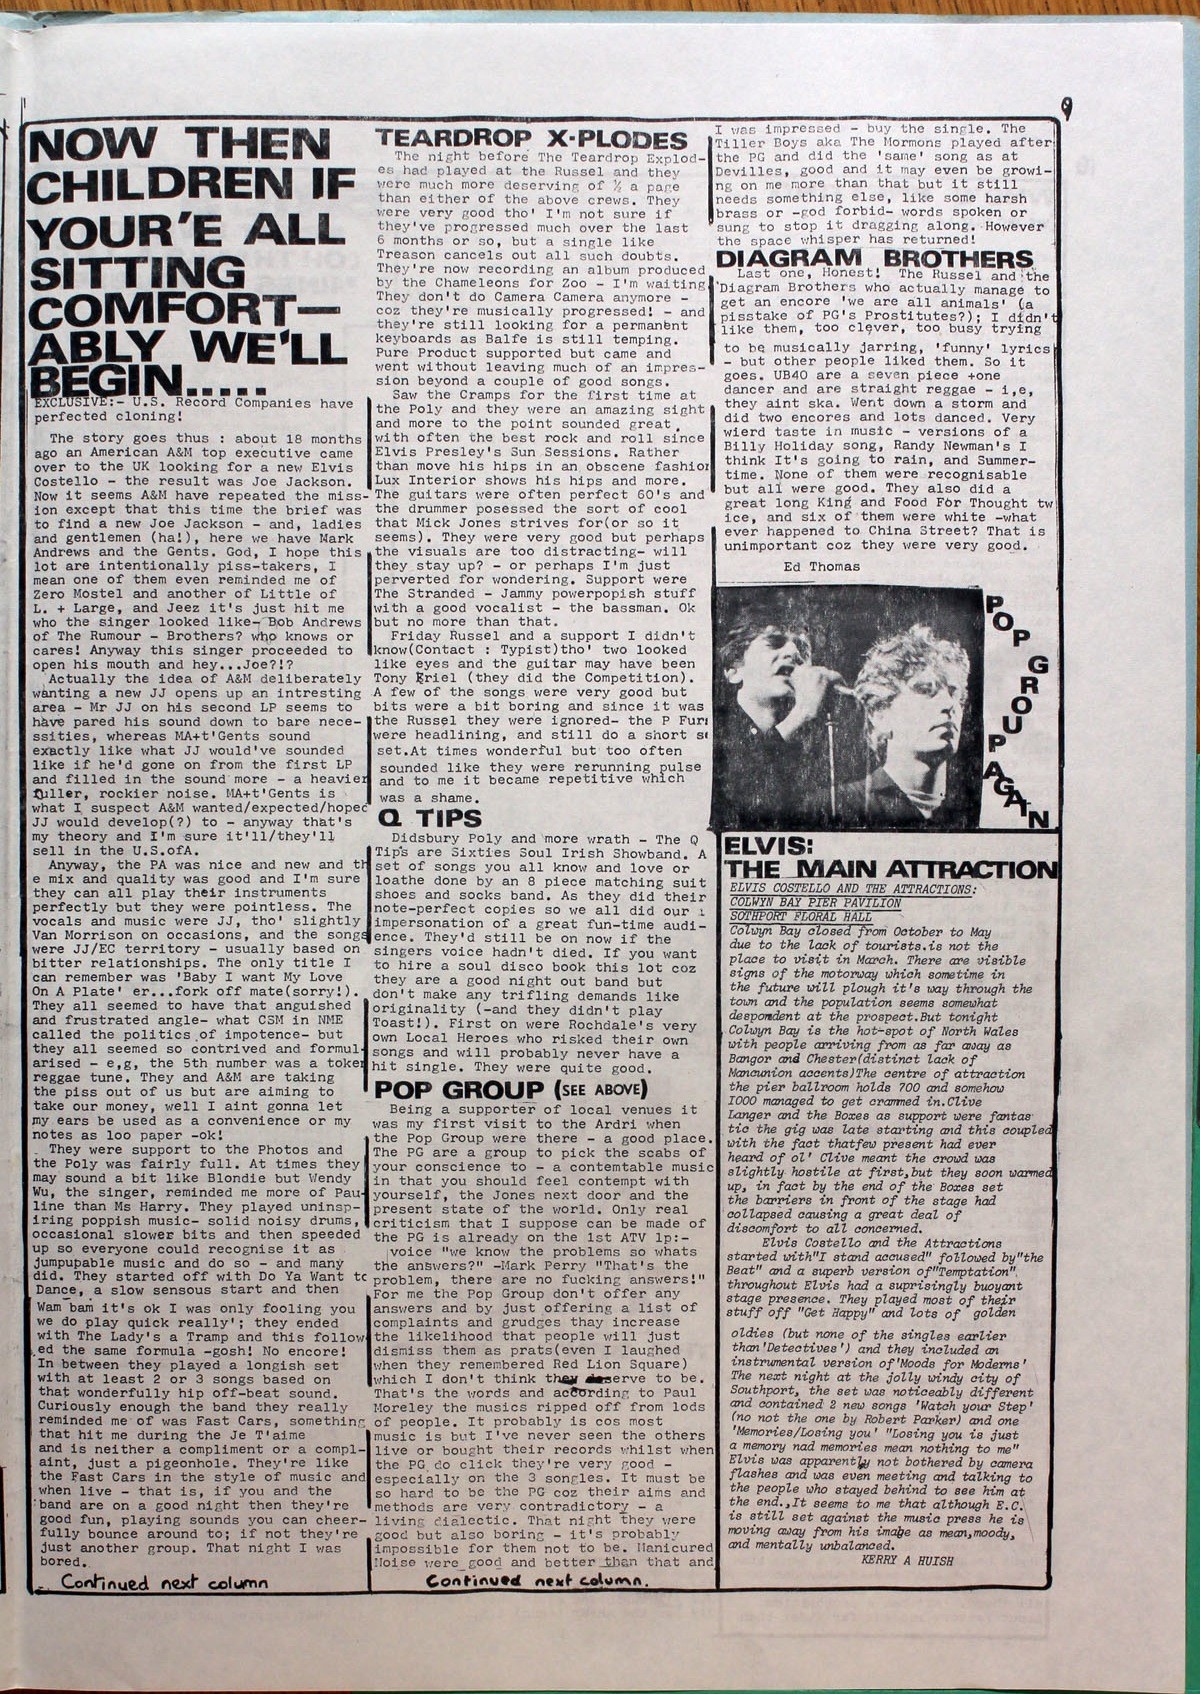 9
NOW THEN
CHILDREN IF
YOUR'E ALL
SITTING
COMFORT—
ABLY WE'LL
BEGIN.....
EXCLUSIVE:- U.S. Record Companies have
perfected cloning!
The story goes thus : about 18 months
ago an American A&M top executive came
over to the UK looking for a new Elvis
Costello - the result was Joe Jackson.
Now it seems A&M have repeated the miss-
ion except that this time the brief was
to find a new Joe Jackson - and, ladies
and gentlemen (ha!), here we have Mark
Andrews and the Gents. God, I hope this
lot are intentionally piss-takers, I
mean one of them even reminded me of
Zero Mostel and another of Little of
L. + Large, and Jeez it's just hit me
who the singer looked like- Bob Andrews
of The Rumour - Brothers? who knows or
cares! Anyway this singer proceeded to
open his mouth and hey...Joe?!?
Actually the idea of A&M deliberately
wanting a new JJ opens up an intresting
area - Mr JJ on his second LP seems to
have pared his sound down to bare nece-
ssities, whereas MA+t'Gents sound
exactly like what JJ would've sounded
like if he'd gone on from the first LP
and filled in the sound more - a heavier
fuller, rockier noise. MA+t'Gents is
what I suspect A&M wanted/expected/hoped
JJ would develop(?) to - anyway that's
my theory and I'm sure it'll/they'll
sell in the U.S.ofA.
Anyway, the PA was nice and new and th
e mix and quality was good and I'm sure
they can all play their instruments
perfectly but they were pointless. The
vocals and music were JJ, tho' slightly
Van Morrison on occasions, and the songs
were JJ/EC territory - usually based on
bitter relationships. The only title I
can remember was 'Baby I want My Love
On A Plate' er...fork off mate(sorry!).
They all seemed to have that anguished
and frustrated angle- what CSM in NME
called the politics of impotence- but
they all seemed so contrived and formul-
arised - e,g, the 5th number was a token
reggae tune. They and A&M are taking
the piss out of us but are aiming to
take our money, well I aint gonna let
my ears be used as a convenience or my
notes as loo paper -ok!
They were support to the Photos and
the Poly was fairly full. At times they
may sound a bit like Blondie but Wendy
Wu, the singer, reminded me more of Pau-
line than Ms Harry. They played uninsp-
iring poppish music- solid noisy drums,
occasional slower bits and then speeded
up so everyone could recognise it as
jumpupable music and do so - and many
did. They started off with Do Ya Want to
Dance, a slow sensous start and then
Wam bam it's ok I was only fooling you
we do play quick really'; they ended
with The Lady's a Tramp and this follow
ed the same formula -gosh! No encore!
In between they played a longish set
with at least 2 or 3 songs based on
that wonderfully hip off-beat sound.
Curiously enough the band they really
reminded me of was Fast Cars, something
that hit me during the Je T'aime
and is neither a compliment or a compl-
aint, just a pigeonhole. They're like
the Fast Cars in the style of music and
when live - that is, if you and the
band are on a good night then they're
good fun, playing sounds you can cheer-
fully bounce around to; if not they're
just another group. That night I was
bored.
Continued next column
TEARDROP X-PLODES
The night before The Teardrop Explod-
es had played at the Russel and they
were much more deserving of ½ a page
than either of the above crews. They
were very good tho' I'm not sure if
they've progressed much over the last
6 months or so, but a single like
Treason cancels out all such doubts.
They're now recording an album produced
by the Chameleons for Zoo - I'm waiting
They don't do Camera Camera anymore -
coz they're musically progressed! - and
they're still looking for a permanent
keyboards as Balfe is still temping.
Pure Product supported but came and
went without leaving much of an impres-
sion beyond a couple of good songs.
Saw the Cramps for the first time at
the Poly and they were an amazing sight
and more to the point sounded great,
with often the best rock and roll since
Elvis Presley's Sun Sessions. Rather
than move his hips in an obscene fashion
Lux Interior shows his hips and more.
The guitars were often perfect 60's and
the drummer posessed the sort of cool
that Mick Jones strives for(or so it
seems). They were very good but perhaps
the visuals are too distracting- will
they stay up? - or perhaps I'm just
perverted for wondering. Support were
The Stranded - Jammy powerpopish stuff
with a good vocalist - the bassman. Ok
but no more than that.
Friday Russel and a support I didn't
know(Contact : Typist)tho' two looked
like eyes and the guitar may have been
Tony Friel (they did the Competition).
A few of the songs were very good but
bits were a bit boring and since it was
the Russel they were ignored- the P Furs
were headlining, and still do a short se
set.At times wonderful but too often
sounded like they were rerunning pulse
and to me it became repetitive which
was a shame.
Q TIPS
Didsbury Poly and more wrath - The Q
Tips are Sixties Soul Irish Showband. A
set of songs you all know and love or
loathe done by an 8 piece matching suit
shoes and socks band. As they did their
note-perfect copies so we all did our i
impersonation of a great fun-time audi-
ence. They'd still be on now if the
singers voice hadn't died. If you want
to hire a soul disco book this lot coz
they are a good night out band but
don't make any trifling demands like
originality (-and they didn't play
Toast!). First on were Rochdale's very
own Local Heroes who risked their own
songs and will probably never have a
hit single. They were quite good.
POP GROUP (SEE ABOVE)
Being a supporter of local venues it
was my first visit to the Ardri when
the Pop Group were there - a good place.
The PG are a group to pick the scabs of
your conscience to - a contemtable music
in that you should feel contempt with
yourself, the Jones next door and the
present state of the world. Only real
criticism that I suppose can be made of
the PG is already on the 1st ATV lp:-
voice "we know the problems so whats
the answers?" -Mark Perry "That's the
problem, there are no fucking answers!"
For me the Pop Group don't offer any
answers and by just offering a list of
complaints and grudges thay increase
the likelihood that people will just
dismiss them as prats(even I laughed
when they remembered Red Lion Square)
which I don't think they deserve to be.
That's the words and according to Paul
Moreley the musics ripped off from lods
of people. It probably is cos most
music is but I've never seen the others
live or bought their records whilst when
the PG do click they're very good -
especially on the 3 songles. It must be
so hard to be the PG coz their aims and
methods are very contradictory - a
living dialectic. That night they were
good but also boring - it's probably
impossible for them not to be. Manicured
Noise were good and better than that and
Continued next column.
I was impressed - buy the single. The
Tiller Boys aka The Mormons played after
the PG and did the 'same' song as at
Devilles, good and it may even be growi-
ng on me more than that but it still
needs something else, like some harsh
brass or -god forbid- words spoken or
sung to stop it dragging along. However
the space whisper has returned!
DIAGRAM BROTHERS
Last one, Honest! The Russel and the
Diagram Brothers who actually manage to
get an encore 'we are all animals' (a
pisstake of PG's Prostitutes?); I didn't
like them, too clever, too busy trying
to be musically jarring, 'funny' lyrics
- but other people liked them. So it
goes. UB40 are a seven piece +one
dancer and are straight reggae - i,e,
they aint ska. Went down a storm and
did two encores and lots danced. Very
wierd taste in music - versions of a
Billy Holiday song, Randy Newman's I
think It's going to rain, and Summer-
time. None of them were recognisable
but all were good. They also did a
great long King and Food For Thought tw
ice, and six of them were white -what
ever happened to China Street? That is
unimportant coz they were very good.
Ed Thomas
POP GROUP AGAIN
ELVIS:
THE MAIN ATTRACTION
ELVIS COSTELLO AND THE ATTRACTIONS:
COLWYN BAY PIER PAVILION
SOTHPORT FLORAL HALL
Colwyn Bay closed from October to May
due to the lack of tourists.is not the
place to visit in March. There are visible
signs of the motorway which sometime in
the future will plough it's way through the
town and the population seems somewhat
despondent at the prospect.But tonight
Colwyn Bay is the hot-spot of North Wales
with people arriving from as far away as
Bangor and Chester(distinct lack of
Mancunion accents)The centre of attraction
the pier ballroom holds 700 and somehow
I000 managed to get crammed in.Clive
Langer and the Boxes as support were fantas
tic the gig was late starting and this coupled
with the fact thatfew present had ever
heard of ol' Clive meant the crowd was
slightly hostile at first,but they soon warmed
up, in fact by the end of the Boxes set
the barriers in front of the stage had
collapsed causing a great deal of
discomfort to all concerned.
Elvis Costello and the Attractions
started with"I stand accused" followed by"the
Beat" and a superb version of"Temptation".
throughout Elvis had a suprisingly buoyant
stage presence. They played most of their
stuff off "Get Happy" and lots of golden
oldies (but none of the singles earlier
than'Detectives') and they included an
instrumental version of'Moods for Moderns'
The next night at the jolly windy city of
Southport, the set was noticeably different
and contained 2 new songs 'Watch your Step'
(no not the one by Robert Parker) and one
'Memories/Losing you' "Losing you is just
a memory nad memories mean nothing to me"
Elvis was apparently not bothered by camera
flashes and was even meeting and talking to
the people who stayed behind to see him at
the end.,It seems to me that although E.C.
is still set against the music press he is
moving away from his image as mean,moody,
and mentally unbalanced.
KERRY A HUISH